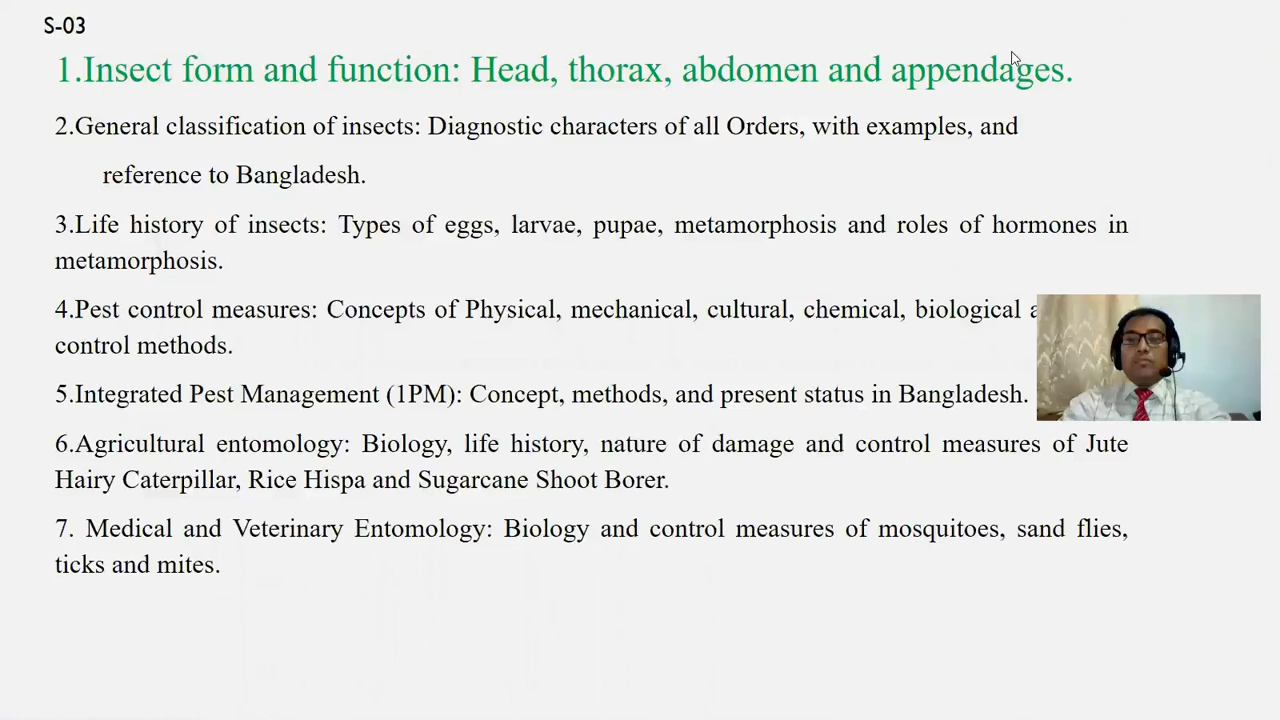 S-03
1.Insect form and function: Head, thorax, abdomen and appendages.
2.General classification of insects: Diagnostic characters of all Orders, with examples, and
reference to Bangladesh.
3.Life history of insects: Types of eggs, larvae, pupae, metamorphosis and roles of hormones in
metamorphosis.
4.Pest control measures: Concepts of Physical, mechanical, cultural, chemical, biological
control methods.
5.Integrated Pest Management (1PM): Concept, methods, and present status in Bangladesh.
6.Agricultural entomology: Biology, life history, nature of damage and control measures of Jute
Hairy Caterpillar, Rice Hispa and Sugarcane Shoot Borer.
7. Medical and Veterinary Entomology: Biology and control measures of mosquitoes, sand flies,
ticks and mites.